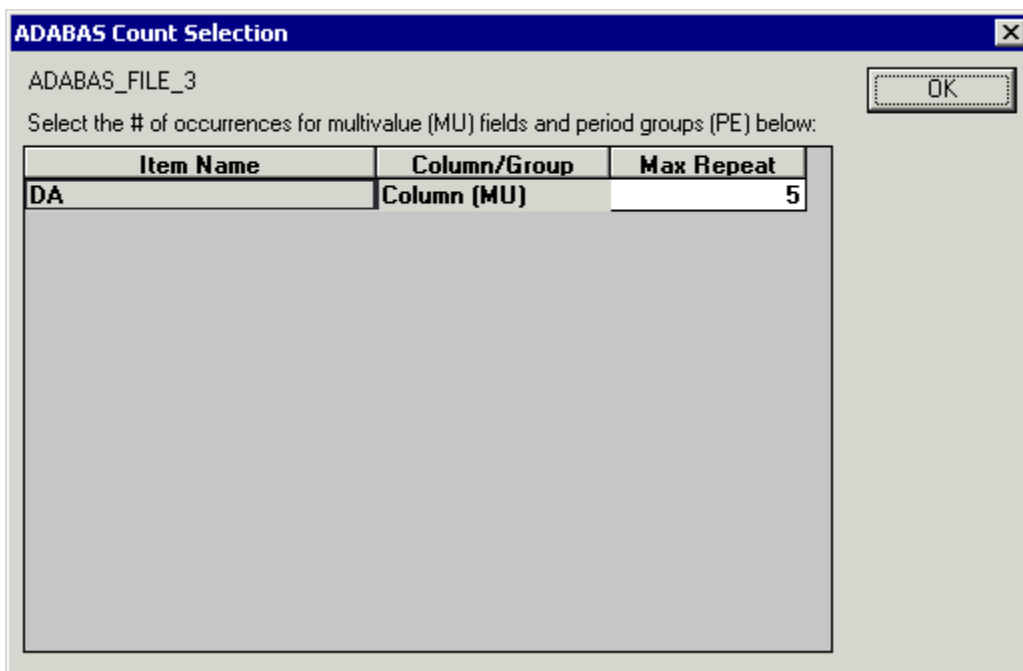 ADABAS Count Selection
ADABAS_FILE_3
OK
Select the # of occurrences for multivalue (MU) fields and period groups (PE) below:
Item Name Column/Group Max Repeat
DA Column (MU) 5